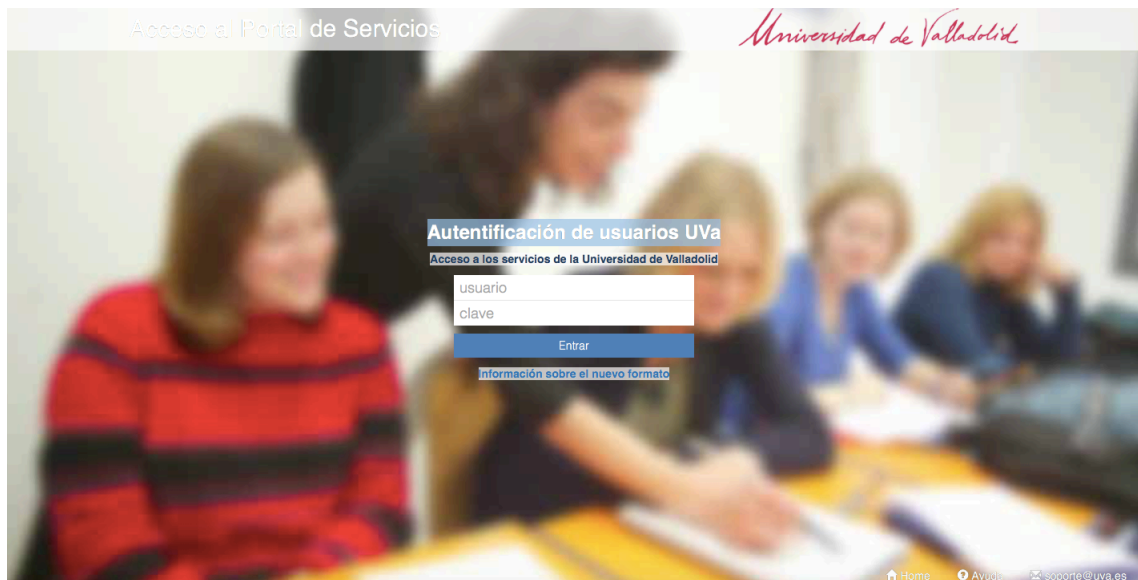 Acceso al Portal de Servicios
Universidad de Valladolid
Autentificación de usuarios UVa
Acceso a los servicios de la Universidad de Valladolid
usuario
clave
Entrar
Información sobre el nuevo formato
Home Ayuda soporte@uva.es